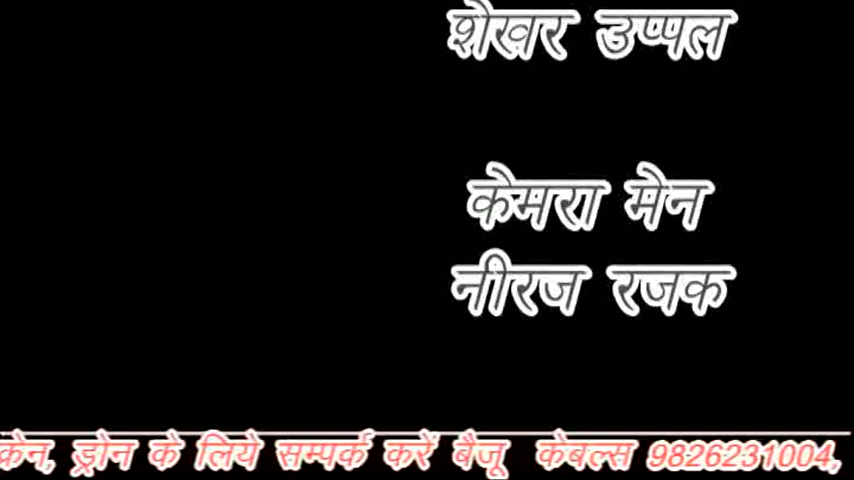 शेखर उप्पल
केमरा मेन
नीरज रजक
क्रेन, ड्रोन के लिये सम्पर्क करें बैजू केबल्स 9826231004,